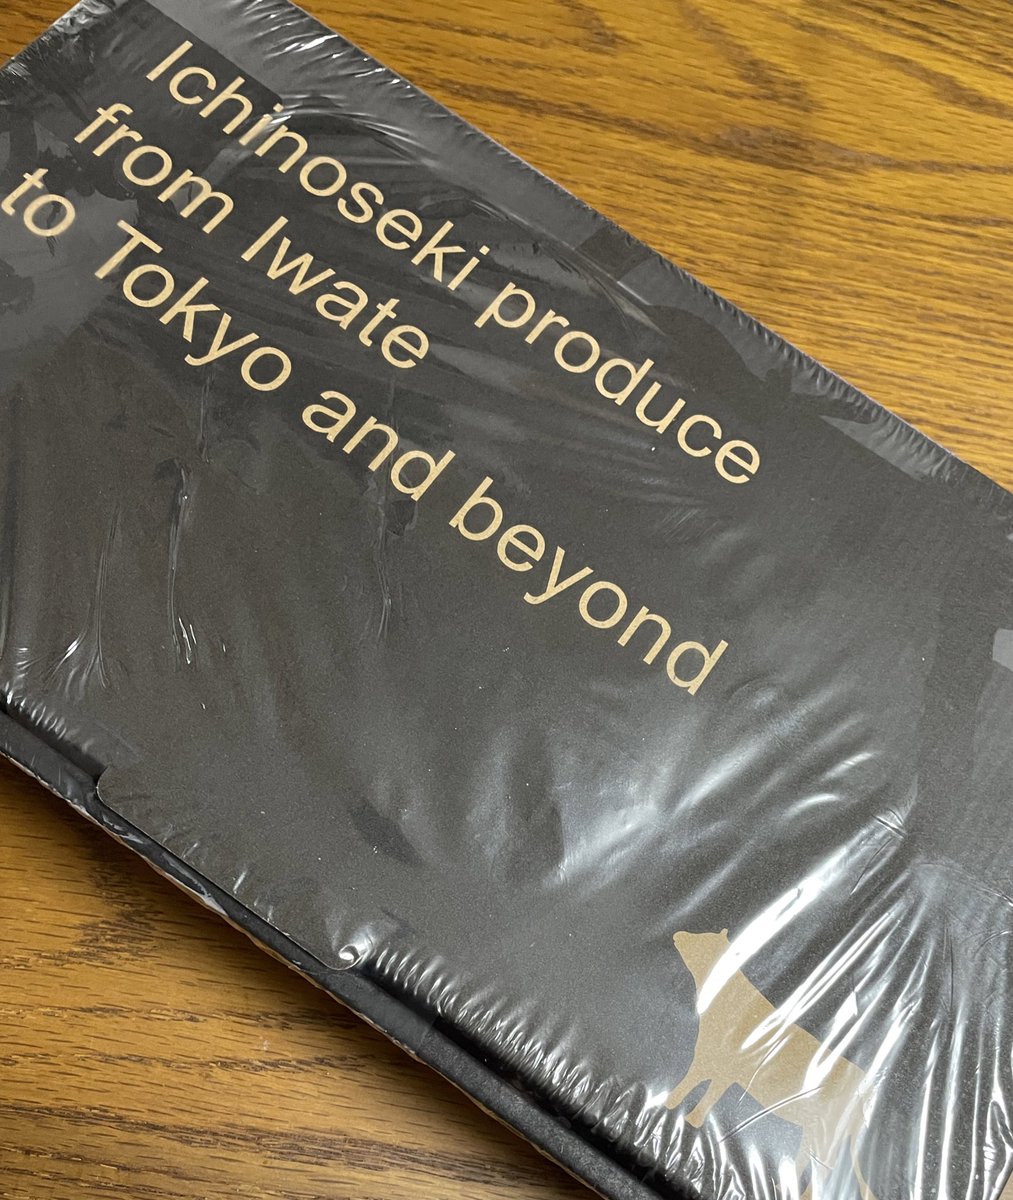 Ichinoseki produce
from Iwate
to Tokyo and beyond